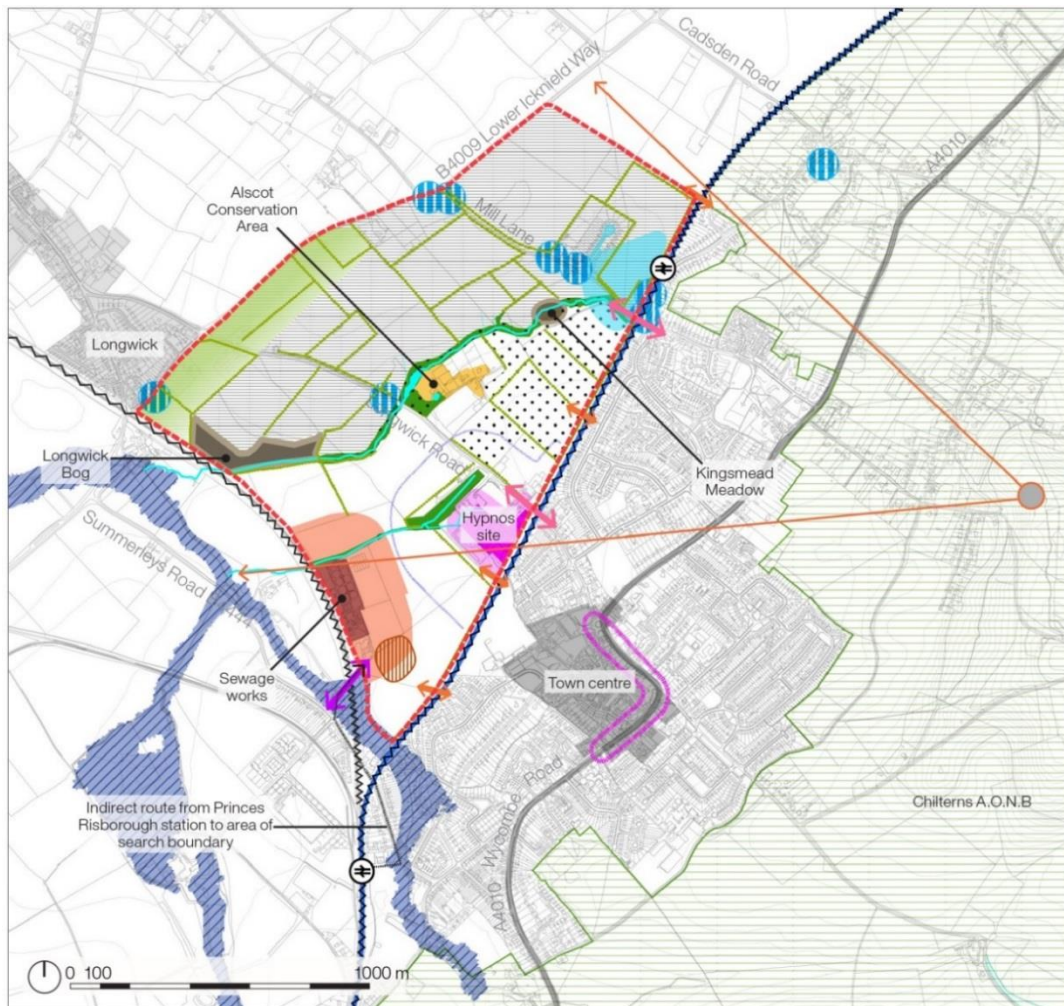 Cadsden Road
B4009 Lower Icknield Way
A4010
Alscot
Conservation
Area
Mill Lane
Longwick
Longwick
Bog
Kingsmead
Meadow
Hypnos
site
Road
Summerleys Road
Sewage
works
Town centre
Indirect route from Princes
Risborough station to area of
search boundary
Chilterns A.O.N.B
A4010 Wycombe Road
0 100 1000 m